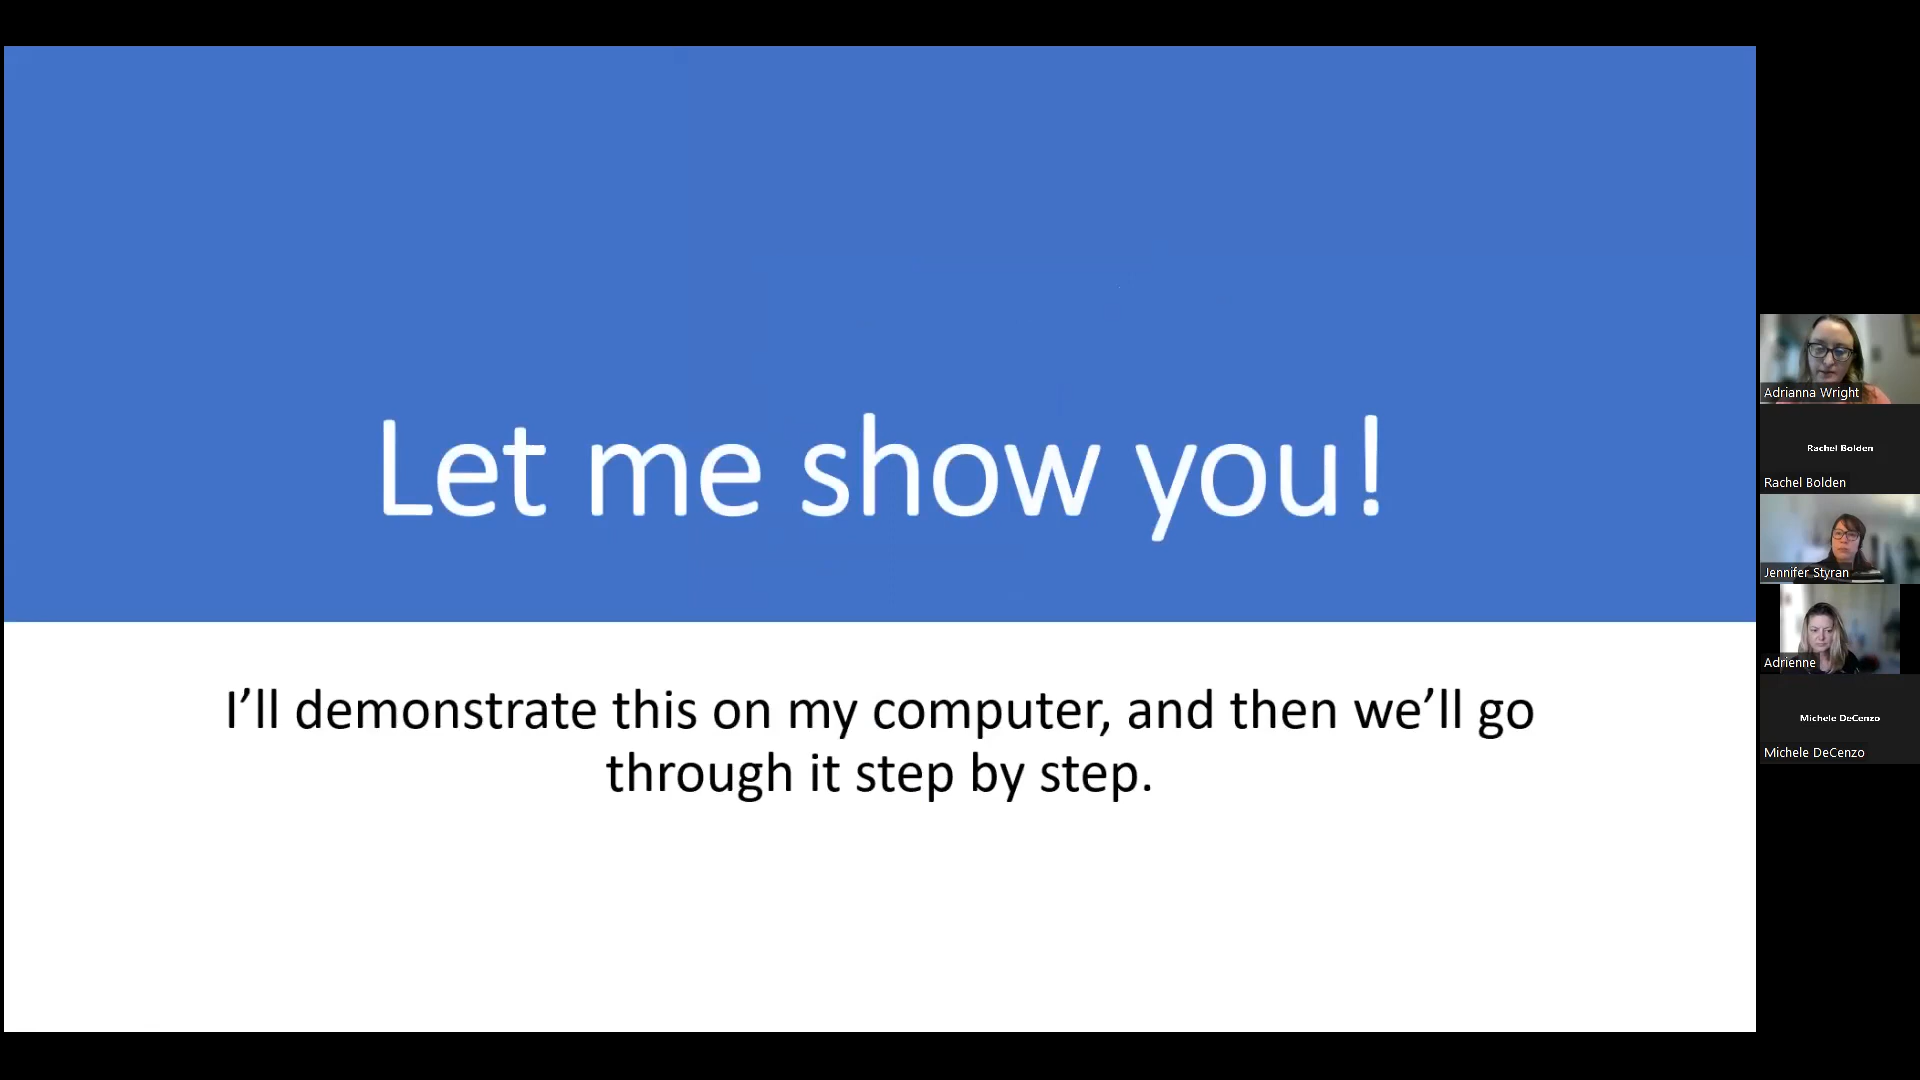 Let me show you!
I’ll demonstrate this on my computer, and then we’ll go
through it step by step.
Adrianna Wright
Rachel Bolden
Rachel Bolden
Jennifer Styran
Adrienne
Michele DeCenzo
Michele DeCenzo